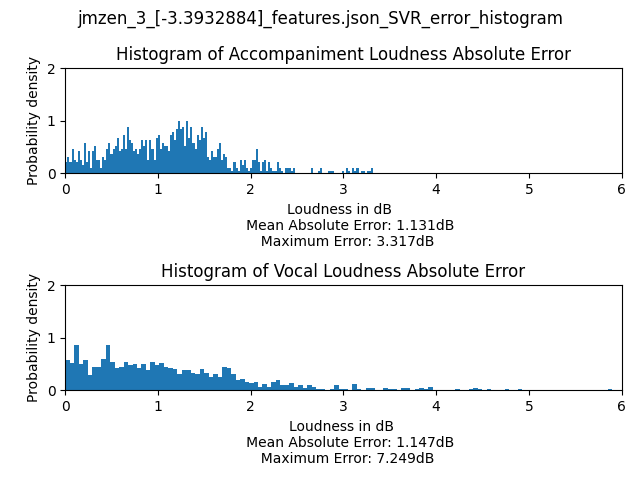 jmzen_3_[-3.3932884]_features.json_SVR_error_histogram
Histogram of Accompaniment Loudness Absolute Error
Probability density
2
1
0
0 1 2 3 4 5 6
Loudness in dB
Mean Absolute Error: 1.131dB
Maximum Error: 3.317dB
Histogram of Vocal Loudness Absolute Error
Probability density
2
1
0
0 1 2 3 4 5 6
Loudness in dB
Mean Absolute Error: 1.147dB
Maximum Error: 7.249dB